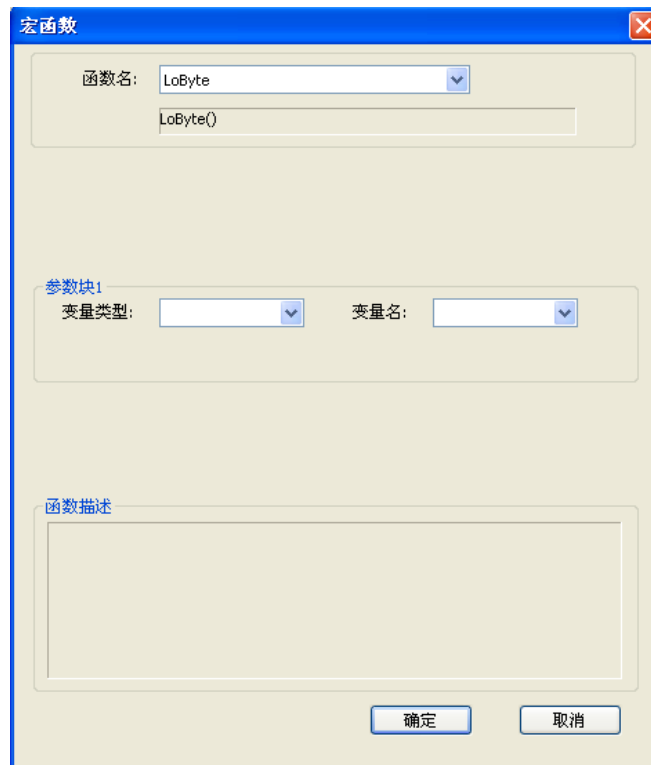 宏函数
函数名: LoByte
LoByte()
参数块1
变量类型: 变量名:
函数描述
确定 取消